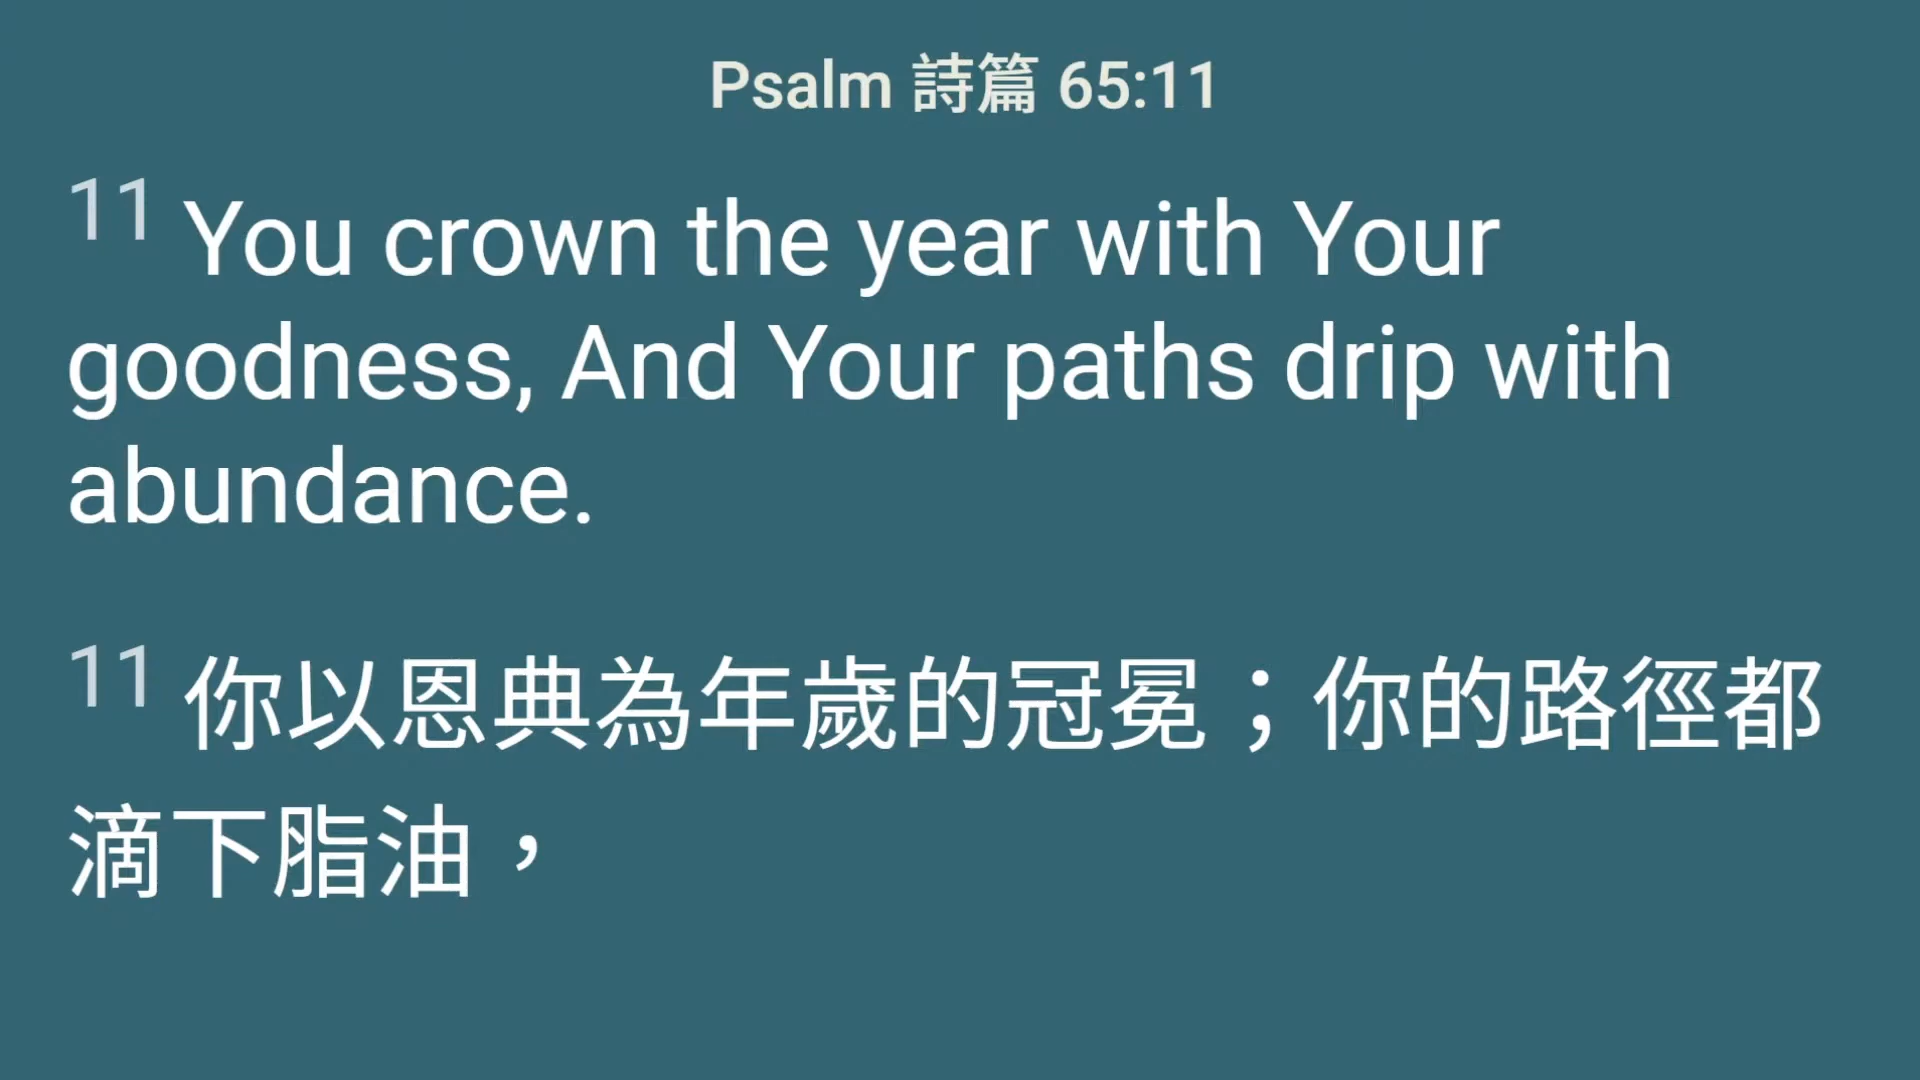 Psalm 詩篇 65:11
11 You crown the year with Your
goodness, And Your paths drip with
abundance.
11 你以恩典為年歲的冠冕；你的路徑都
滴下脂油，